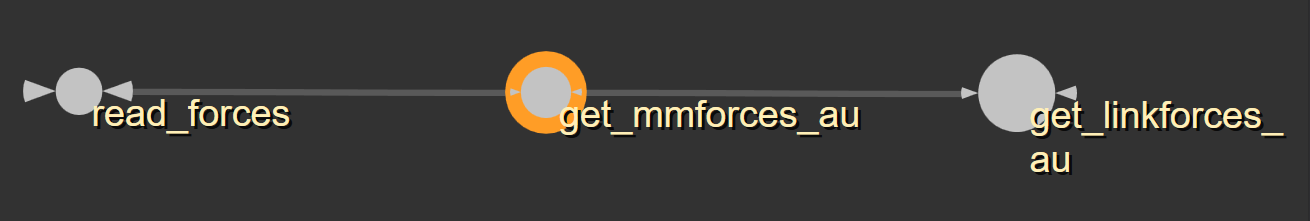 read_forces
get_mmforces_au
get_linkforces_
au